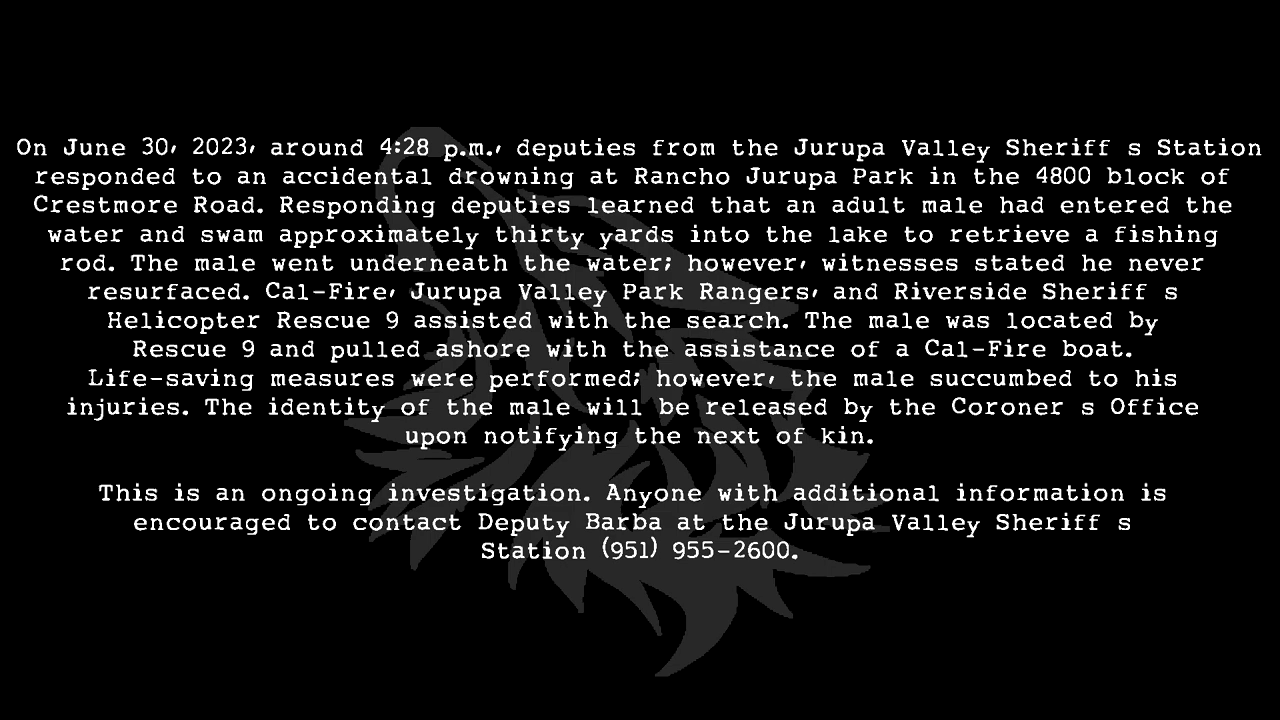 On June 30, 2023, around 4:28 p.m., deputies from the Jurupa Valley Sheriff s Station
responded to an accidental drowning at Rancho Jurupa Park in the 4800 block of
Crestmore Road. Responding deputies learned that an adult male had entered the
water and swam approximately thirty yards into the lake to retrieve a fishing
rod. The male went underneath the water; however, witnesses stated he never
resurfaced. Cal-Fire, Jurupa Valley Park Rangers, and Riverside Sheriff s
Helicopter Rescue 9 assisted with the search. The male was located by
Rescue 9 and pulled ashore with the assistance of a Cal-Fire boat.
Life-saving measures were performed; however, the male succumbed to his
injuries. The identity of the male will be released by the Coroner s Office
upon notifying the next of kin.

This is an ongoing investigation. Anyone with additional information is
encouraged to contact Deputy Barba at the Jurupa Valley Sheriff s
Station (951) 955-2600.